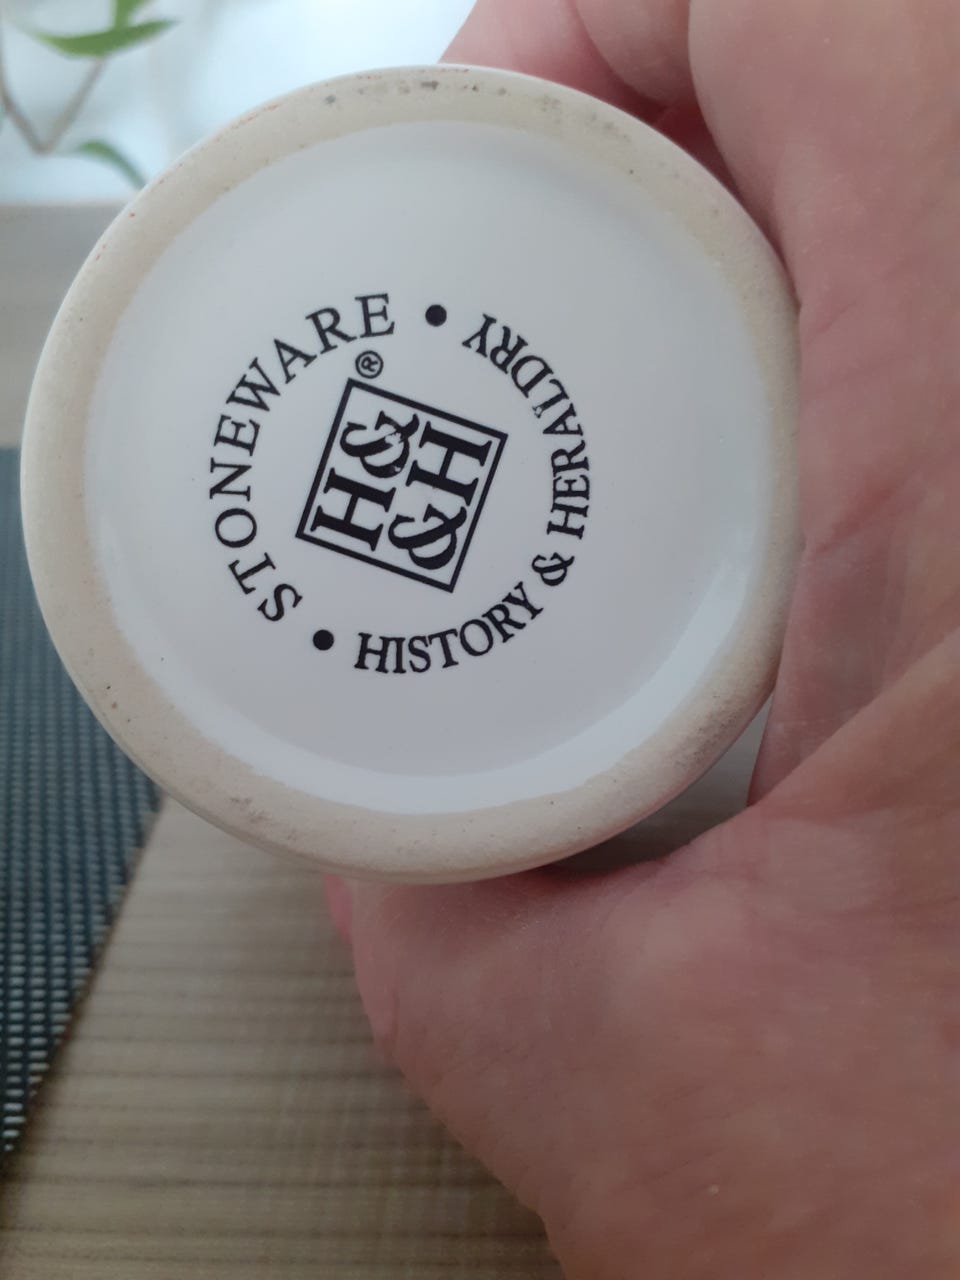 STONEWARE •
HISTORY & HERALDRY •
®
H&
&H